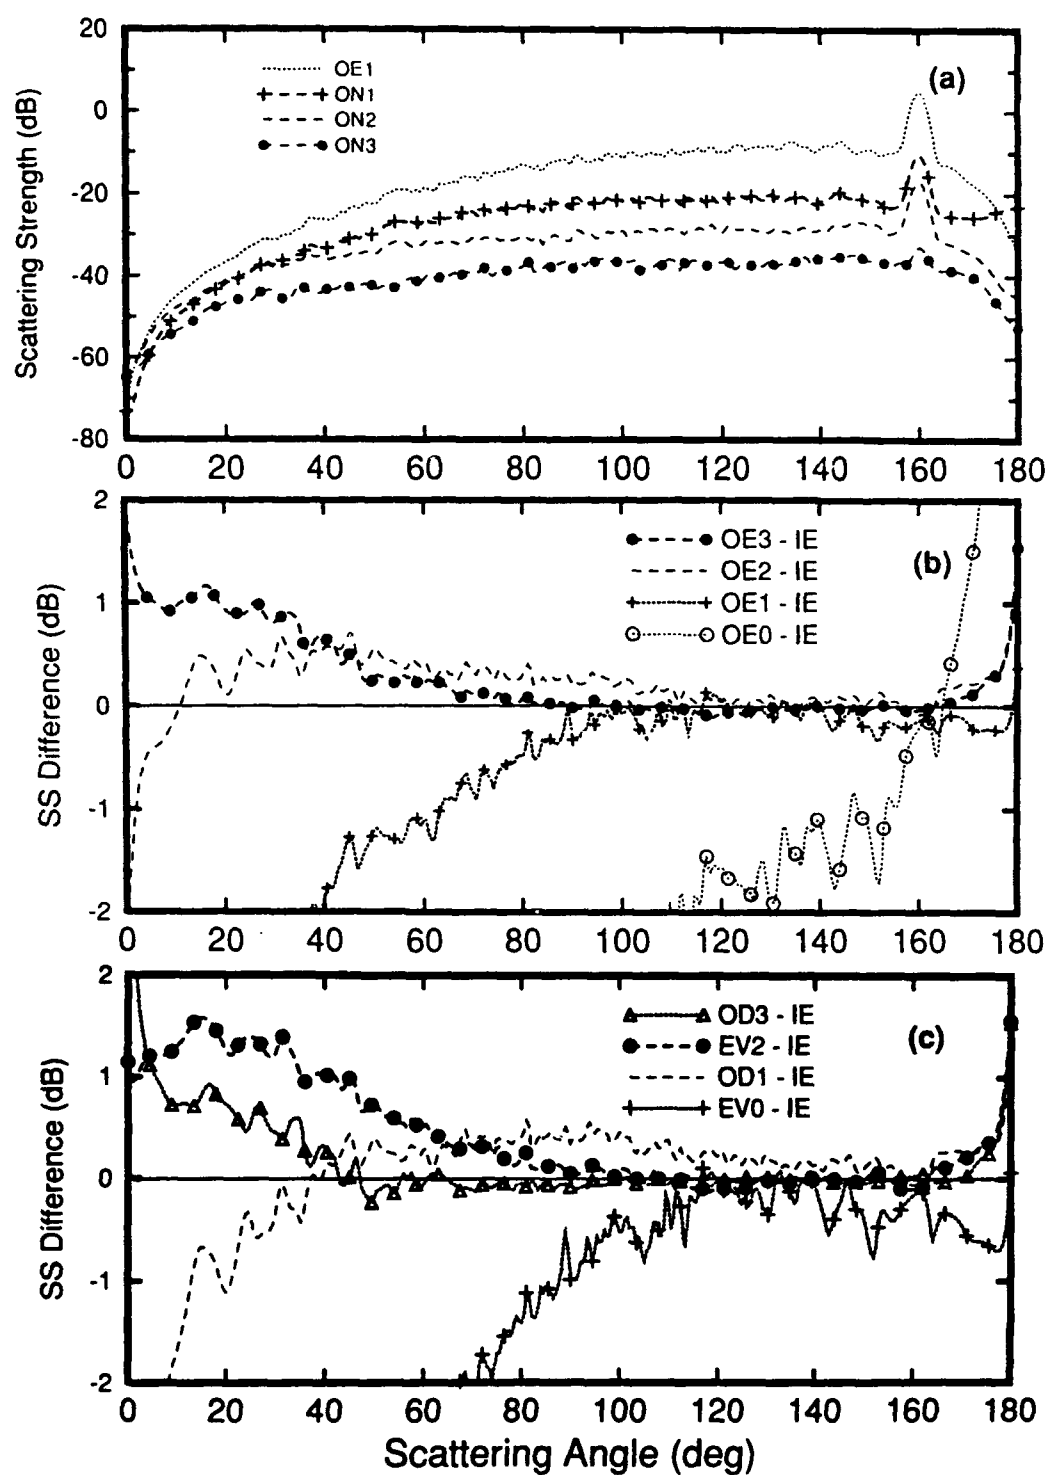 20
0
-20
-40
-60
-80
Scattering Strength (dB)
OE1
ON1
ON2
ON3
(a)
0 20 40 60 80 100 120 140 160 180
2
1
0
-1
-2
SS Difference (dB)
OE3 - IE
OE2 - IE
OE1 - IE
OE0 - IE
(b)
0 20 40 60 80 100 120 140 160 180
2
1
0
-1
-2
SS Difference (dB)
OD3 - IE
EV2 - IE
OD1 - IE
EV0 - IE
(c)
0 20 40 60 80 100 120 140 160 180
Scattering Angle (deg)